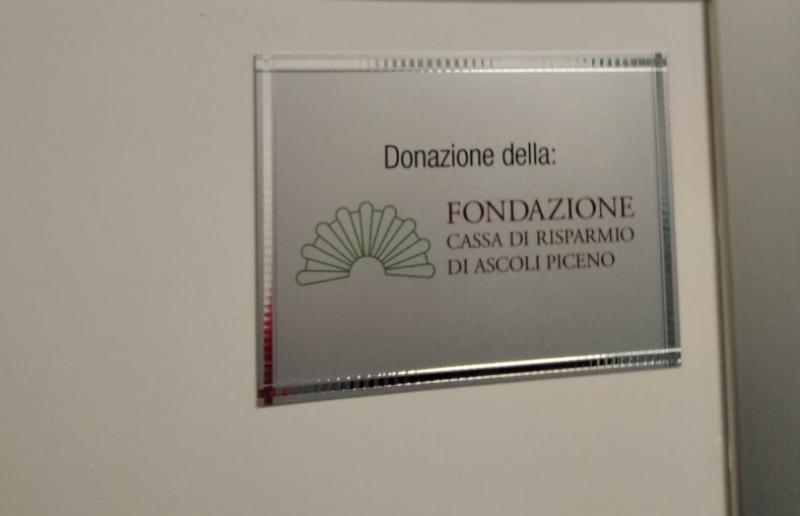 Donazione della:
FONDAZIONE
CASSA DI RISPARMIO
DI ASCOLI PICENO